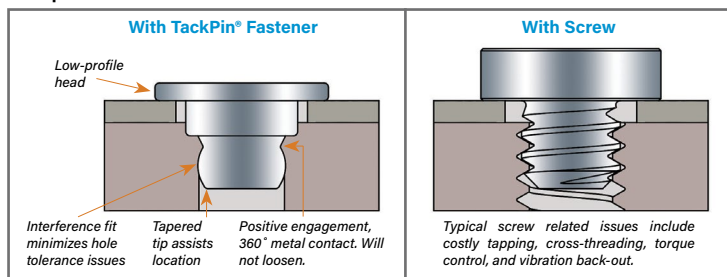 With TackPin® Fastener
Low-profile
head
Interference fit
minimizes hole
tolerance issues
Tapered
tip assists
location
Positive engagement,
360˚ metal contact. Will
not loosen.
With Screw
Typical screw related issues include
costly tapping, cross-threading, torque
control, and vibration back-out.